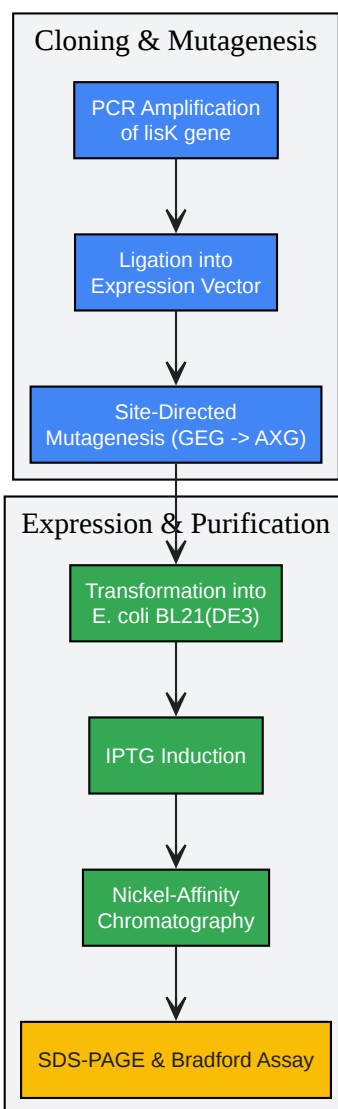 Cloning & Mutagenesis
PCR Amplification
of lisK gene
Ligation into
Expression Vector
Site-Directed
Mutagenesis (GEG -> AXG)
Expression & Purification
Transformation into
E. coli BL21(DE3)
IPTG Induction
Nickel-Affinity
Chromatography
SDS-PAGE & Bradford Assay